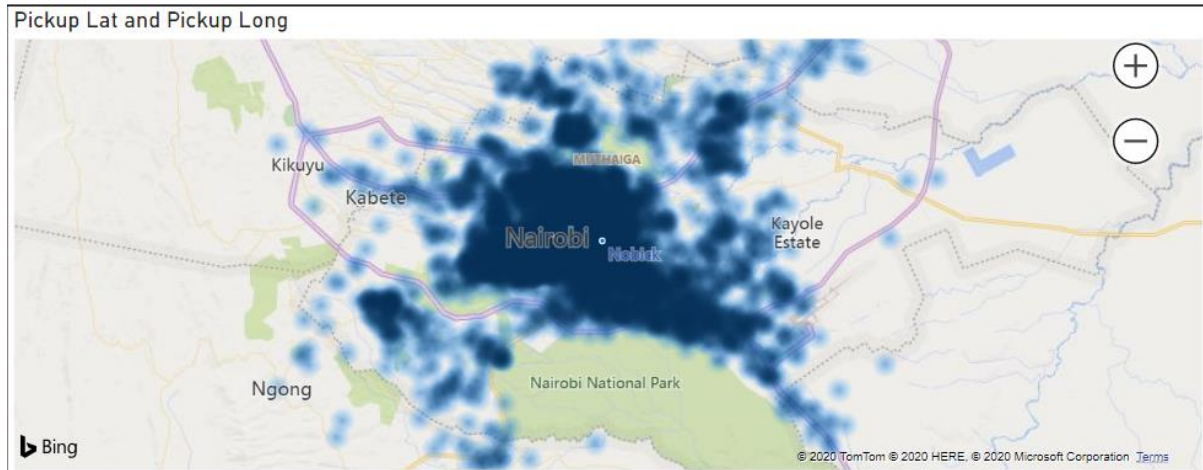 Pickup Lat and Pickup Long
MUTHAIGA
Kikuyu
Kabete
Kayole
Estate
Nairobi
Nobick
Nairobi National Park
Ngong
Bing
© 2020 TomTom © 2020 HERE, © 2020 Microsoft Corporation Terms